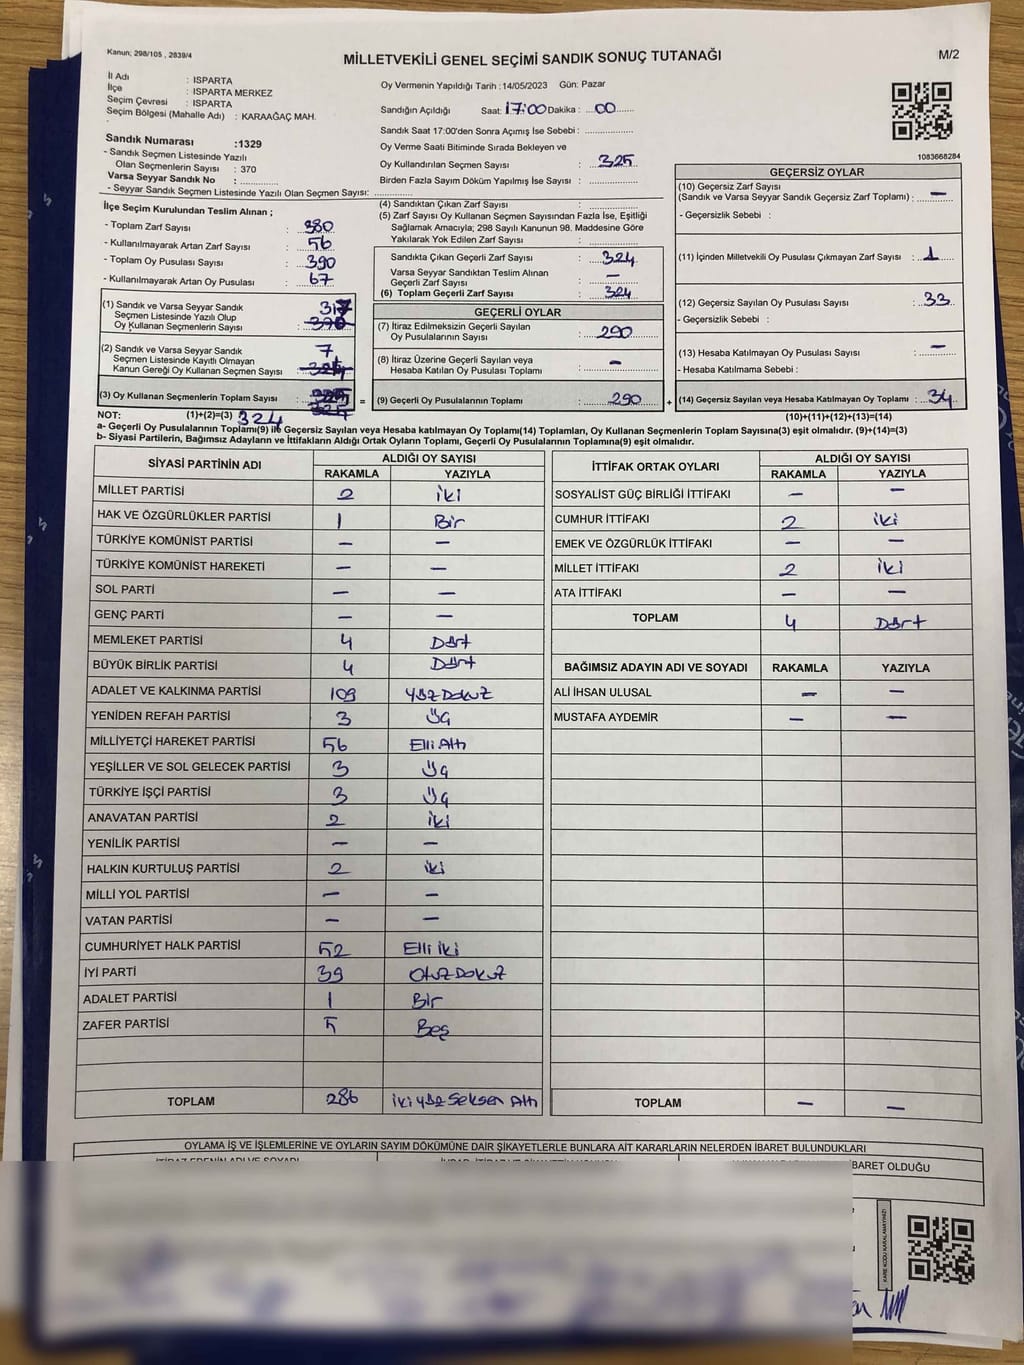 Kanun; 298/105 , 2839/4
MİLLETVEKİLİ GENEL SEÇİMİ SANDIK SONUÇ TUTANAĞI
M/2
İl Adı : ISPARTA
İlçe : ISPARTA MERKEZ
Seçim Çevresi : ISPARTA
Seçim Bölgesi (Mahalle Adı) : KARAAĞAÇ MAH.
Sandık Numarası :1329
- Sandık Seçmen Listesinde Yazılı
Olan Seçmenlerin Sayısı : 370
Varsa Seyyar Sandık No :
- Seyyar Sandık Seçmen Listesinde Yazılı Olan Seçmen Sayısı:
Oy Vermenin Yapıldığı Tarih :14/05/2023 Gün: Pazar
Sandığın Açıldığı Saat: 17:00 Dakika : 00
Sandık Saat 17:00'den Sonra Açımış İse Sebebi :
Oy Verme Saati Bitiminde Sırada Bekleyen ve
Oy Kullandırılan Seçmen Sayısı : 325
Birden Fazla Sayım Döküm Yapılmış İse Sayısı :
1083668284
İlçe Seçim Kurulundan Teslim Alınan ;
- Toplam Zarf Sayısı : 380
- Kullanılmayarak Artan Zarf Sayısı : 56
- Toplam Oy Pusulası Sayısı : 390
- Kullanılmayarak Artan Oy Pusulası : 67
(1) Sandık ve Varsa Seyyar Sandık
Seçmen Listesinde Yazılı Olup
Oy Kullanan Seçmenlerin Sayısı : 317
(2) Sandık ve Varsa Seyyar Sandık
Seçmen Listesinde Kayıtlı Olmayan
Kanun Gereği Oy Kullanan Seçmen Sayısı : 7
(3) Oy Kullanan Seçmenlerin Toplam Sayısı :
(4) Sandıktan Çıkan Zarf Sayısı :
(5) Zarf Sayısı Oy Kullanan Seçmen Sayısından Fazla İse, Eşitliği
Sağlamak Amacıyla; 298 Sayılı Kanunun 98. Maddesine Göre
Yakılarak Yok Edilen Zarf Sayısı :
Sandıkta Çıkan Geçerli Zarf Sayısı : 324
Varsa Seyyar Sandıktan Teslim Alınan
Geçerli Zarf Sayısı : —
(6) Toplam Geçerli Zarf Sayısı : 324
GEÇERLİ OYLAR
(7) İtiraz Edilmeksizin Geçerli Sayılan
Oy Pusulalarının Sayısı : 290
(8) İtiraz Üzerine Geçerli Sayılan veya
Hesaba Katılan Oy Pusulası Toplamı : —
= (9) Geçerli Oy Pusulalarının Toplamı : 290
GEÇERSİZ OYLAR
(10) Geçersiz Zarf Sayısı
(Sandık ve Varsa Seyyar Sandık Geçersiz Zarf Toplamı) : —
- Geçersizlik Sebebi :
(11) İçinden Milletvekili Oy Pusulası Çıkmayan Zarf Sayısı : 1
(12) Geçersiz Sayılan Oy Pusulası Sayısı : 33
- Geçersizlik Sebebi :
(13) Hesaba Katılmayan Oy Pusulası Sayısı : —
- Hesaba Katılmama Sebebi :
+ (14) Geçersiz Sayılan veya Hesaba Katılmayan Oy Toplamı : 34
NOT: (1)+(2)=(3) 324
(10)+(11)+(12)+(13)=(14)
a- Geçerli Oy Pusulalarının Toplamı(9) ile Geçersiz Sayılan veya Hesaba katılmayan Oy Toplamı(14) Toplamları, Oy Kullanan Seçmenlerin Toplam Sayısına(3) eşit olmalıdır. (9)+(14)=(3)
b- Siyasi Partilerin, Bağımsız Adayların ve İttifakların Aldığı Ortak Oyların Toplamı, Geçerli Oy Pusulalarının Toplamına(9) eşit olmalıdır.
SİYASİ PARTİNİN ADI ALDIĞI OY SAYISI
RAKAMLA YAZIYLA
MİLLET PARTİSİ 2 iki
HAK VE ÖZGÜRLÜKLER PARTİSİ 1 Bir
TÜRKİYE KOMÜNİST PARTİSİ — —
TÜRKİYE KOMÜNİST HAREKETİ — —
SOL PARTİ — —
GENÇ PARTİ — —
MEMLEKET PARTİSİ 4 Dört
BÜYÜK BİRLİK PARTİSİ 4 Dört
ADALET VE KALKINMA PARTİSİ 109 yüz Dokuz
YENİDEN REFAH PARTİSİ 3 Üç
MİLLİYETÇİ HAREKET PARTİSİ 56 Elli Altı
YEŞİLLER VE SOL GELECEK PARTİSİ 3 Üç
TÜRKİYE İŞÇİ PARTİSİ 3 Üç
ANAVATAN PARTİSİ 2 iki
YENİLİK PARTİSİ — —
HALKIN KURTULUŞ PARTİSİ 2 iki
MİLLİ YOL PARTİSİ — —
VATAN PARTİSİ — —
CUMHURİYET HALK PARTİSİ 52 Elli iki
İYİ PARTİ 39 Otuz Dokuz
ADALET PARTİSİ 1 Bir
ZAFER PARTİSİ 5 Beş
TOPLAM 286 iki yüz Seksen Altı
İTTİFAK ORTAK OYLARI ALDIĞI OY SAYISI
RAKAMLA YAZIYLA
SOSYALİST GÜÇ BİRLİĞİ İTTİFAKI — —
CUMHUR İTTİFAKI 2 iki
EMEK VE ÖZGÜRLÜK İTTİFAKI — —
MİLLET İTTİFAKI 2 iki
ATA İTTİFAKI — —
TOPLAM 4 Dört
BAĞIMSIZ ADAYIN ADI VE SOYADI RAKAMLA YAZIYLA
ALİ İHSAN ULUSAL — —
MUSTAFA AYDEMİR — —
TOPLAM — —
OYLAMA İŞ VE İŞLEMLERİNE VE OYLARIN SAYIM DÖKÜMÜNE DAİR ŞİKAYETLERLE BUNLARA AİT KARARLARIN NELERDEN İBARET BULUNDUKLARI
İBARET OLDUĞU
KARE KODU KARALAMAYINIZ!